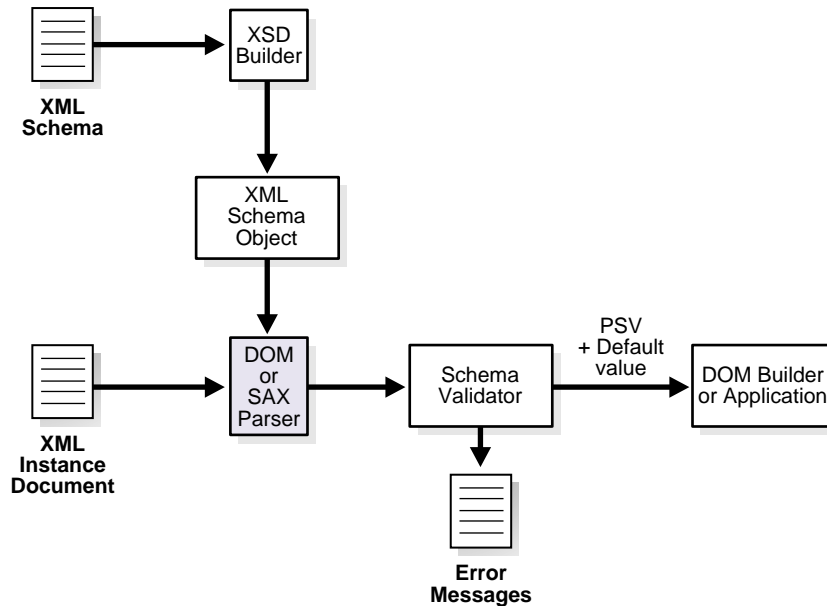 XML
Schema
XSD
Builder
XML
Schema
Object
XML
Instance
Document
DOM
or
SAX
Parser
Schema
Validator
PSV
+ Default
value
DOM Builder
or Application
Error
Messages